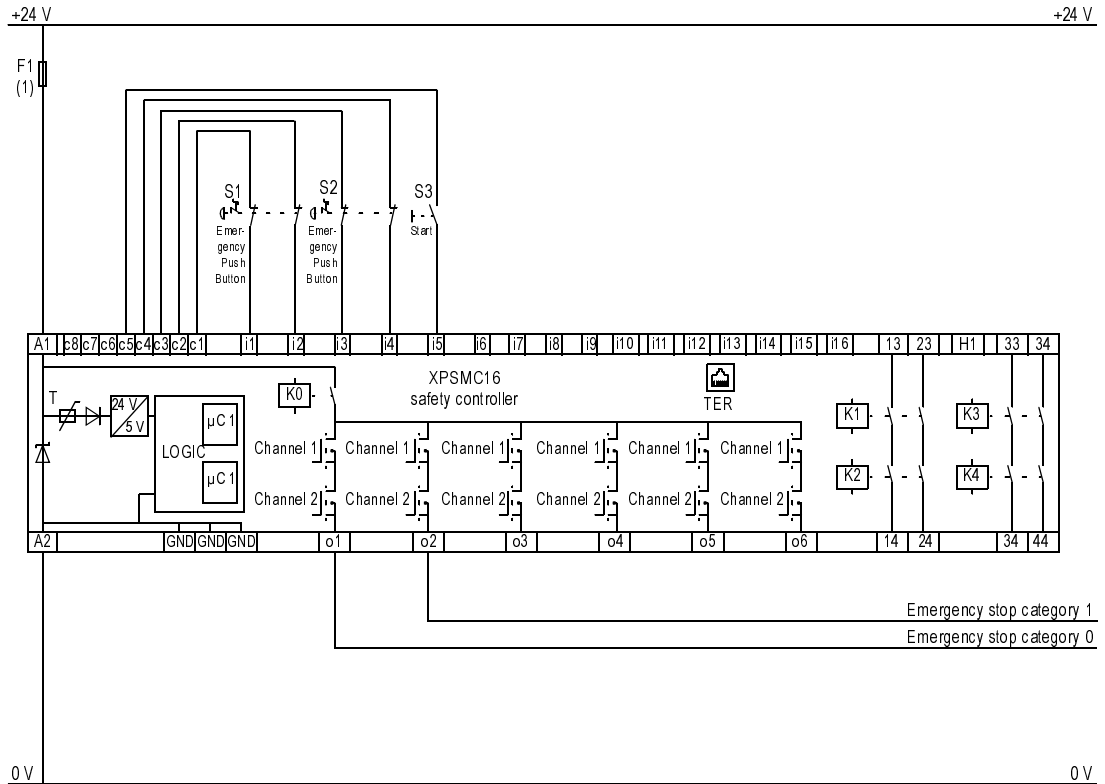 +24 V +24 V
F1
(1)
S1 S2 S3
Emer- Emer- Start
gency gency
Push Push
Button Button
A1 c8 c7 c6 c5 c4 c3 c2 c1 i1 i2 i3 i4 i5 i6 i7 i8 i9 i10 i11 i12 i13 i14 i15 i16 13 23 H1 33 34
XPSMC16
safety controller
TER
K0
T
24 V
5 V
LOGIC
µC 1
µC 1
K1 K3
K2 K4
Channel 1 Channel 1 Channel 1 Channel 1 Channel 1 Channel 1
Channel 2 Channel 2 Channel 2 Channel 2 Channel 2 Channel 2
A2 GND GND GND o1 o2 o3 o4 o5 o6 14 24 34 44
Emergency stop category 1
Emergency stop category 0
0 V 0 V